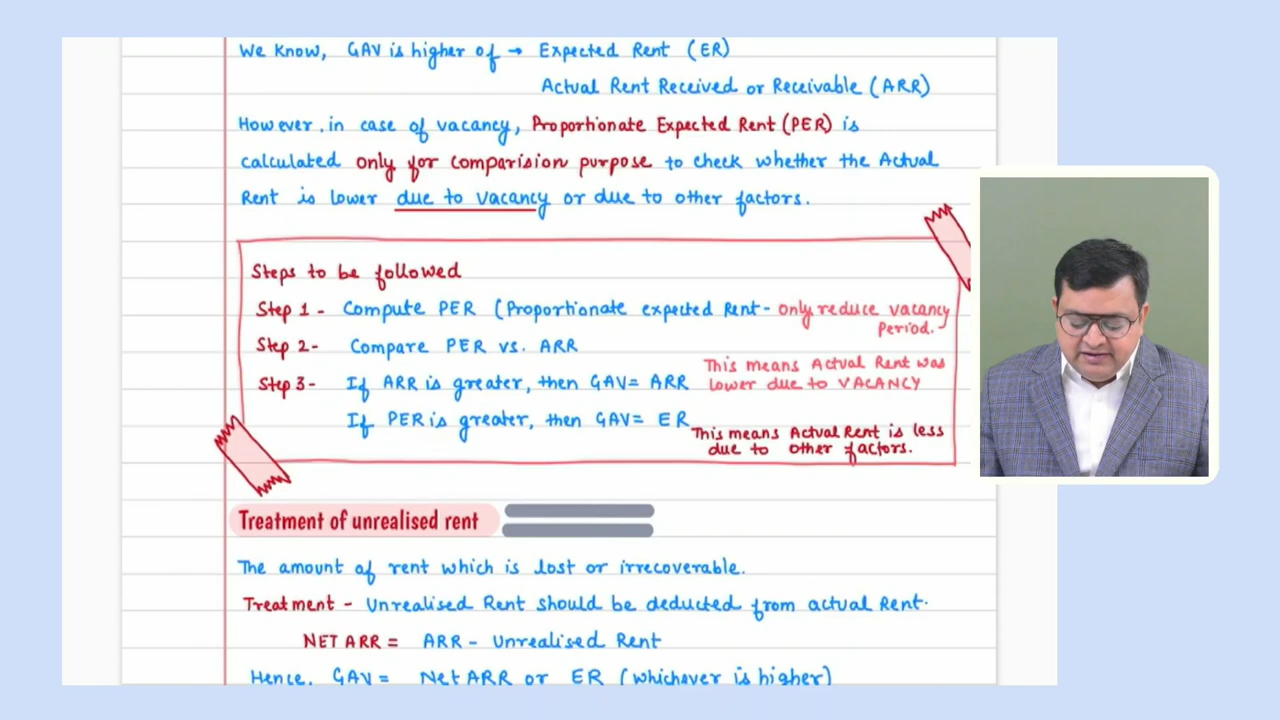 We Know, GAV is higher of → Expected Rent (ER)
Actual Rent Received or Receivable (ARR)
However, in case of vacancy, Proportionate Expected Rent (PER) is
calculated only for comparision purpose to check whether the Actual
Rent is lower due to vacancy or due to other factors.
Steps to be followed
Step 1 - Compute PER (Proportionate expected Rent - only reduce vacancy
Period.
Step 2- Compare PER vs. ARR
Step 3- If ARR is greater, then GAV= ARR
This means Actual Rent was
lower due to VACANCY
If PER is greater, then GAV= ER
This means Actual Rent is less
due to other factors.
Treatment of unrealised rent
The amount of rent which is lost or irrecoverable.
Treatment - Unrealised Rent should be deducted from actual Rent.
NET ARR = ARR - Unrealised Rent
Hence, GAV = Net ARR or ER (whichever is higher)